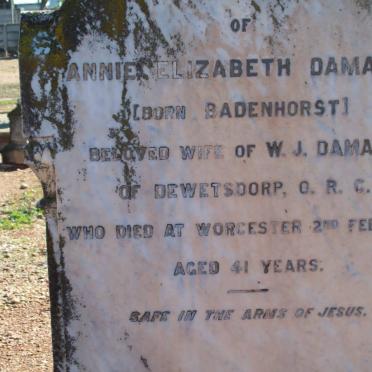 OF
ANNIE ELIZABETH DAMA
[BORN BADENHORST]
BELOVED WIFE OF W. J. DAMA
OF DEWETSDORP, O. R. C.
WHO DIED AT WORCESTER 2ND FEB
AGED 41 YEARS.
SAFE IN THE ARMS OF JESUS.